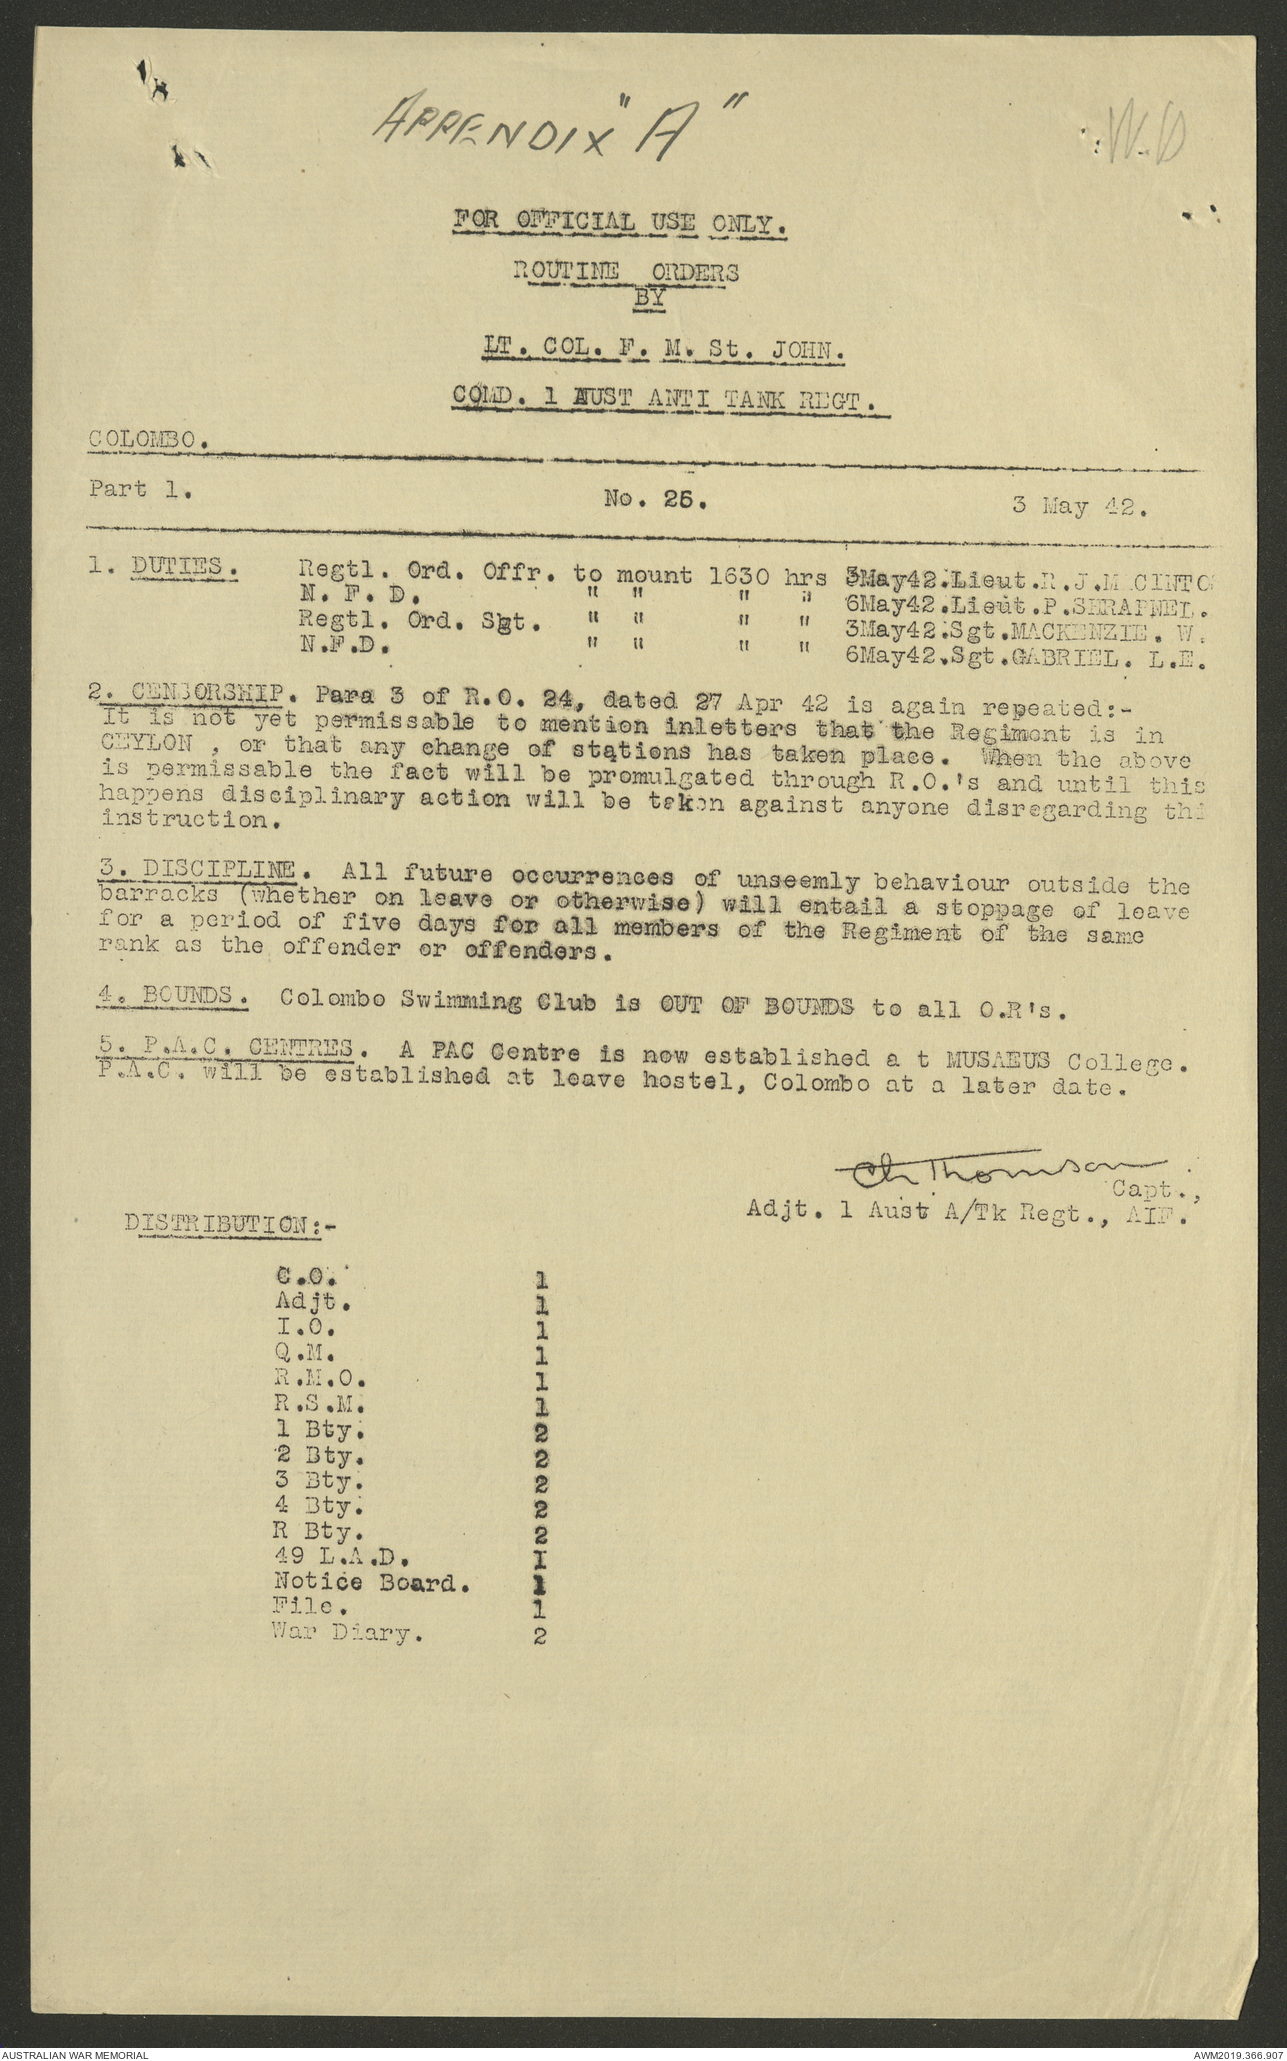 APPENDIX "A"
W.D
FOR OFFICIAL USE ONLY.
ROUTINE ORDERS
BY
LT. COL. F. M. St. JOHN.
COMD. 1 AUST ANTI TANK REGT.
COLOMBO.
Part 1. No. 25. 3 May 42.
1. DUTIES. Regtl. Ord. Offr. to mount 1630 hrs 3May42.Lieut.R.J.MCCINTO
N. F. D. " " " " 6May42.Lieut.P.SHRAPNEL.
Regtl. Ord. Sgt. " " " " 3May42.Sgt.MACKENZIE. W.
N.F.D. " " " " 6May42.Sgt.GABRIEL. L.E.
2. CENSORSHIP. Para 3 of R.O. 24, dated 27 Apr 42 is again repeated:-
It is not yet permissable to mention inletters that the Regiment is in
CEYLON , or that any change of stations has taken place. When the above
is permissable the fact will be promulgated through R.O.'s and until this
happens disciplinary action will be taken against anyone disregarding thi
instruction.
3. DISCIPLINE. All future occurrences of unseemly behaviour outside the
barracks (whether on leave or otherwise) will entail a stoppage of leave
for a period of five days for all members of the Regiment of the same
rank as the offender or offenders.
4. BOUNDS. Colombo Swimming Club is OUT OF BOUNDS to all O.R's.
5. P.A.C. CENTRES. A PAC Centre is now established a t MUSAEUS College.
P.A.C. will be established at leave hostel, Colombo at a later date.
Ch Thomson
Capt.,
Adjt. 1 Aust A/Tk Regt., AIF.
DISTRIBUTION:-
C.O. 1
Adjt. 1
I.O. 1
Q.M. 1
R.M.O. 1
R.S.M. 1
1 Bty. 2
2 Bty. 2
3 Bty. 2
4 Bty. 2
R Bty. 2
49 L.A.D. I
Notice Board. 1
File. 1
War Diary. 2
AUSTRALIAN WAR MEMORIAL
AWM2019.366.907